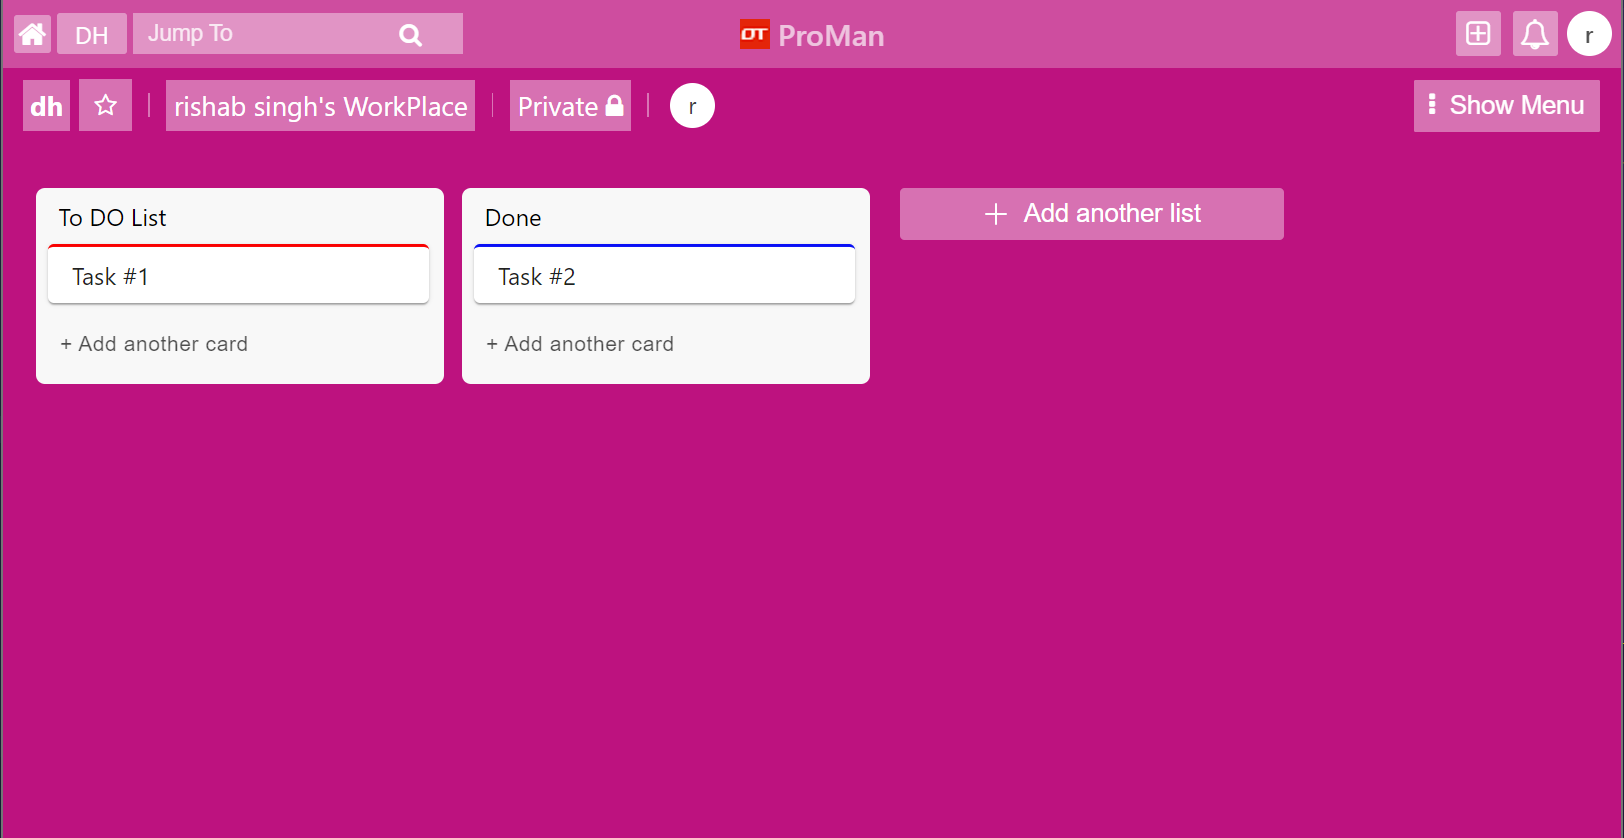 DH
Jump To
OT ProMan
r
dh
rishab singh's WorkPlace
Private
r
Show Menu
To DO List
Task #1
+ Add another card
Done
Task #2
+ Add another card
+ Add another list